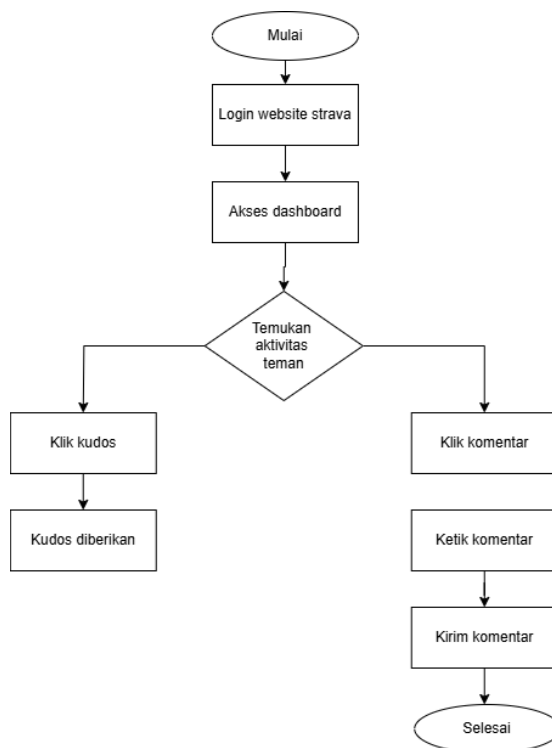 Mulai
Login website strava
Akses dashboard
Temukan
aktivitas
teman
Klik kudos
Klik komentar
Kudos diberikan
Ketik komentar
Kirim komentar
Selesai